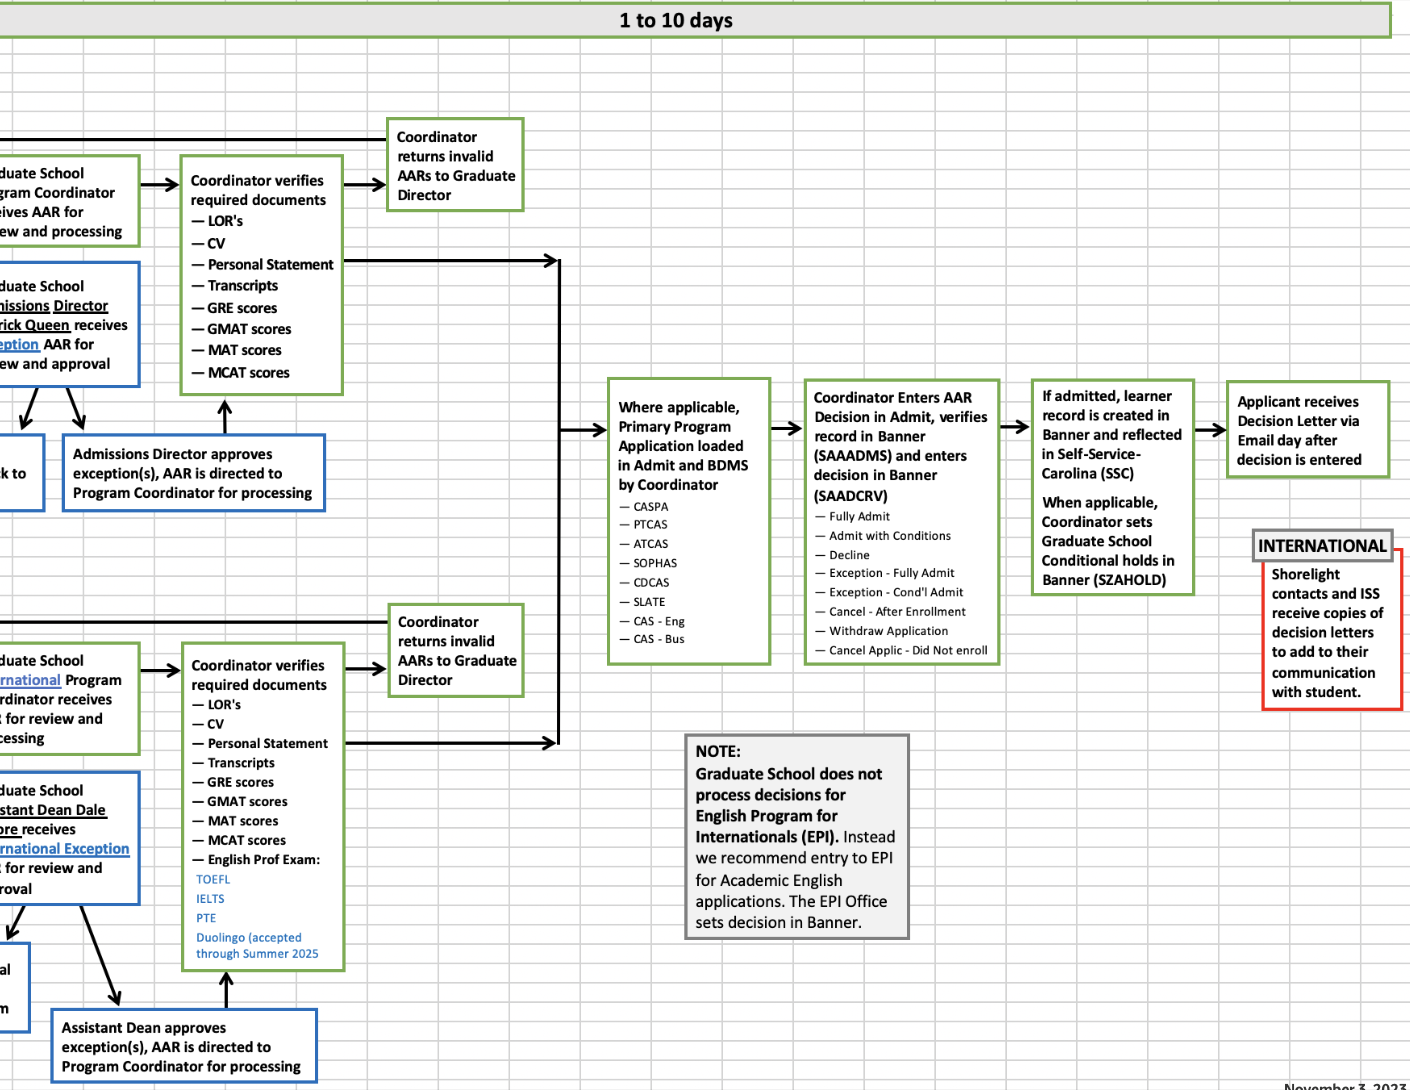 1 to 10 days
Coordinator
returns invalid
AARs to Graduate
Director
duate School
gram Coordinator
eives AAR for
ew and processing
Coordinator verifies
required documents
— LOR's
— CV
— Personal Statement
— Transcripts
— GRE scores
— GMAT scores
— MAT scores
— MCAT scores
duate School
nissions Director
rick Queen receives
eption AAR for
ew and approval
k to
Admissions Director approves
exception(s), AAR is directed to
Program Coordinator for processing
Where applicable,
Primary Program
Application loaded
in Admit and BDMS
by Coordinator
— CASPA
— PTCAS
— ATCAS
— SOPHAS
— CDCAS
— SLATE
— CAS - Eng
— CAS - Bus
Coordinator Enters AAR
Decision in Admit, verifies
record in Banner
(SAAADMS) and enters
decision in Banner
(SAADCRV)
— Fully Admit
— Admit with Conditions
— Decline
— Exception - Fully Admit
— Exception - Cond'l Admit
— Cancel - After Enrollment
— Withdraw Application
— Cancel Applic - Did Not enroll
If admitted, learner
record is created in
Banner and reflected
in Self-Service-
Carolina (SSC)
When applicable,
Coordinator sets
Graduate School
Conditional holds in
Banner (SZAHOLD)
Applicant receives
Decision Letter via
Email day after
decision is entered
INTERNATIONAL
Shorelight
contacts and ISS
receive copies of
decision letters
to add to their
communication
with student.
Coordinator
returns invalid
AARs to Graduate
Director
duate School
rnational Program
rdinator receives
R for review and
cessing
Coordinator verifies
required documents
— LOR's
— CV
— Personal Statement
— Transcripts
— GRE scores
— GMAT scores
— MAT scores
— MCAT scores
— English Prof Exam:
TOEFL
IELTS
PTE
Duolingo (accepted
through Summer 2025
duate School
stant Dean Dale
ore receives
rnational Exception
R for review and
roval
al
m
Assistant Dean approves
exception(s), AAR is directed to
Program Coordinator for processing
NOTE:
Graduate School does not
process decisions for
English Program for
Internationals (EPI). Instead
we recommend entry to EPI
for Academic English
applications. The EPI Office
sets decision in Banner.
November 3, 2023